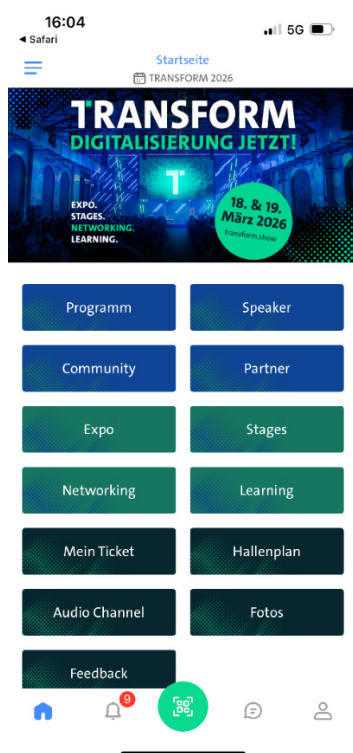 16:04
5G
◄ Safari
Startseite
TRANSFORM 2026
TRANSFORM
DIGITALISIERUNG JETZT!
T
EXPO.
STAGES.
NETWORKING.
LEARNING.
18. & 19.
März 2026
transform.show
Programm
Speaker
Community
Partner
Expo
Stages
Networking
Learning
Mein Ticket
Hallenplan
Audio Channel
Fotos
Feedback
9